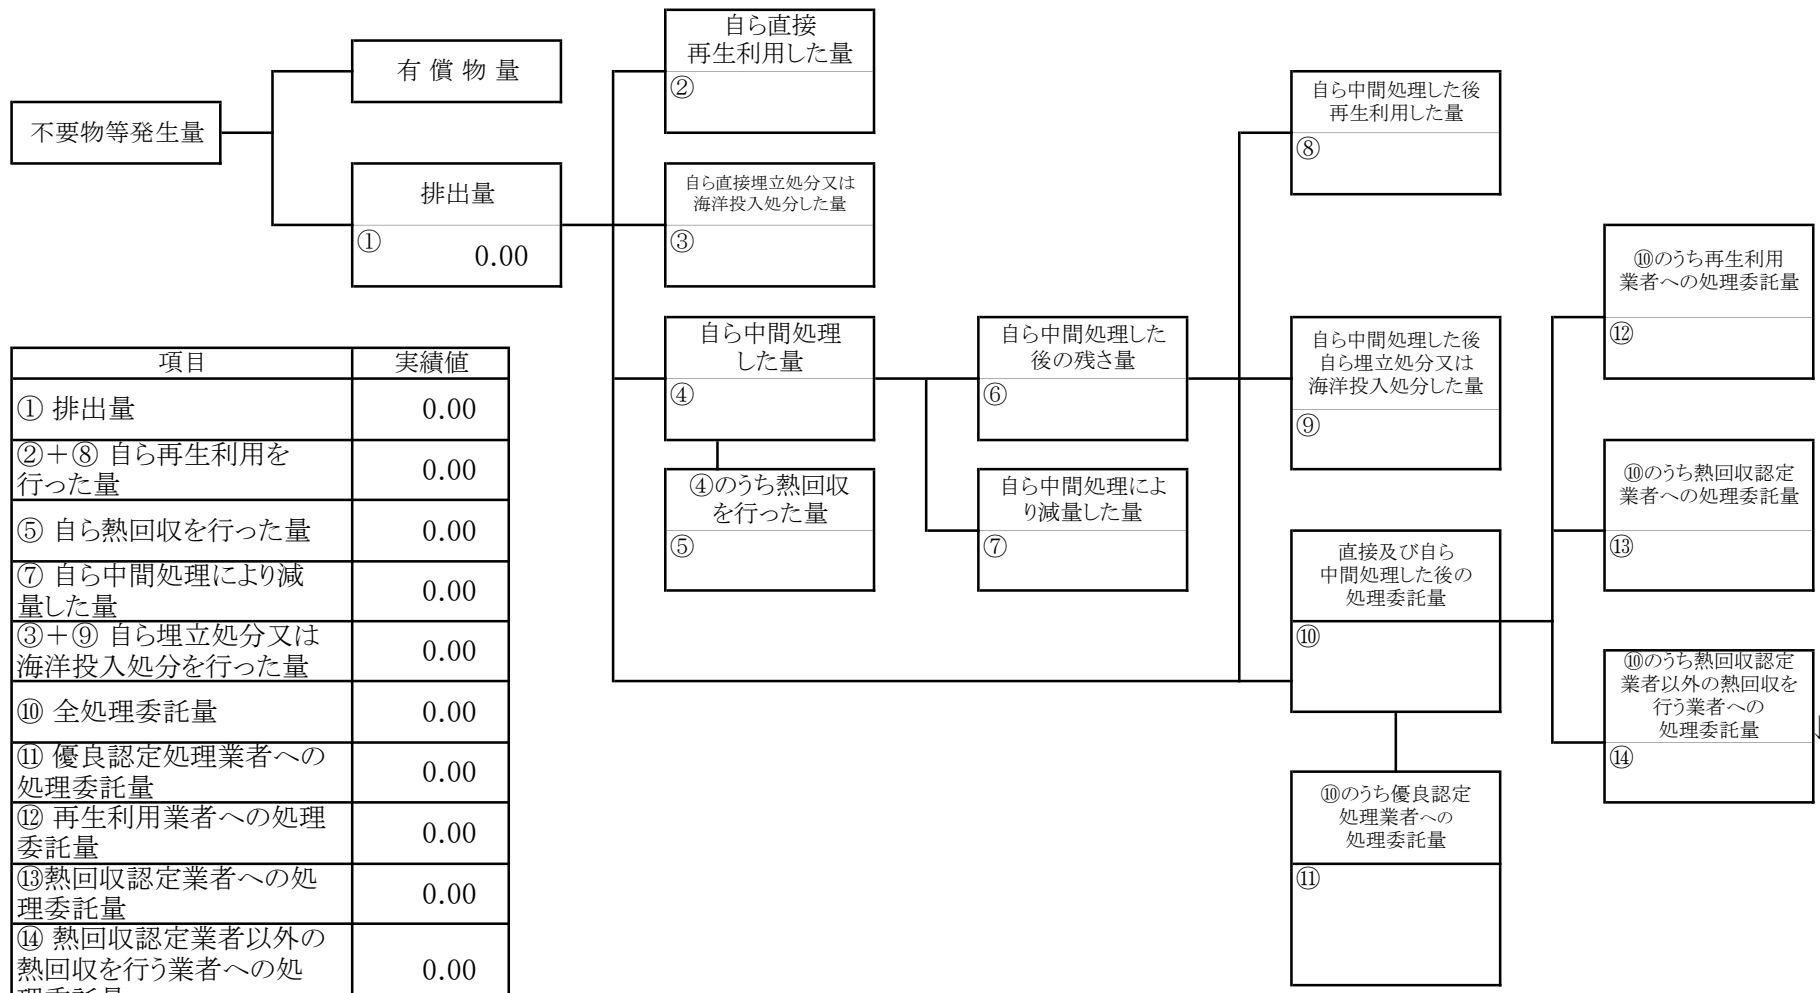 自ら直接
再生利用した量
②
有 償 物 量
不要物等発生量
排出量
①
0.00
自ら直接埋立処分又は
海洋投入処分した量
③
自ら中間処理した後
再生利用した量
⑧
⑩のうち再生利用
業者への処理委託量
⑫
自ら中間処理
した量
④
自ら中間処理した
後の残さ量
⑥
自ら中間処理した後
自ら埋立処分又は
海洋投入処分した量
⑨
④のうち熱回収
を行った量
⑤
自ら中間処理によ
り減量した量
⑦
⑩のうち熱回収認定
業者への処理委託量
⑬
直接及び自ら
中間処理した後の
処理委託量
⑩
⑩のうち熱回収認定
業者以外の熱回収を
行う業者への
処理委託量
⑭
⑩のうち優良認定
処理業者への
処理委託量
⑪
項目 実績値
① 排出量 0.00
②+⑧ 自ら再生利用を
行った量 0.00
⑤ 自ら熱回収を行った量 0.00
⑦ 自ら中間処理により減
量した量 0.00
③+⑨ 自ら埋立処分又は
海洋投入処分を行った量 0.00
⑩ 全処理委託量 0.00
⑪ 優良認定処理業者への
処理委託量 0.00
⑫ 再生利用業者への処理
委託量 0.00
⑬熱回収認定業者への処
理委託量 0.00
⑭ 熱回収認定業者以外の
熱回収を行う業者への処 0.00